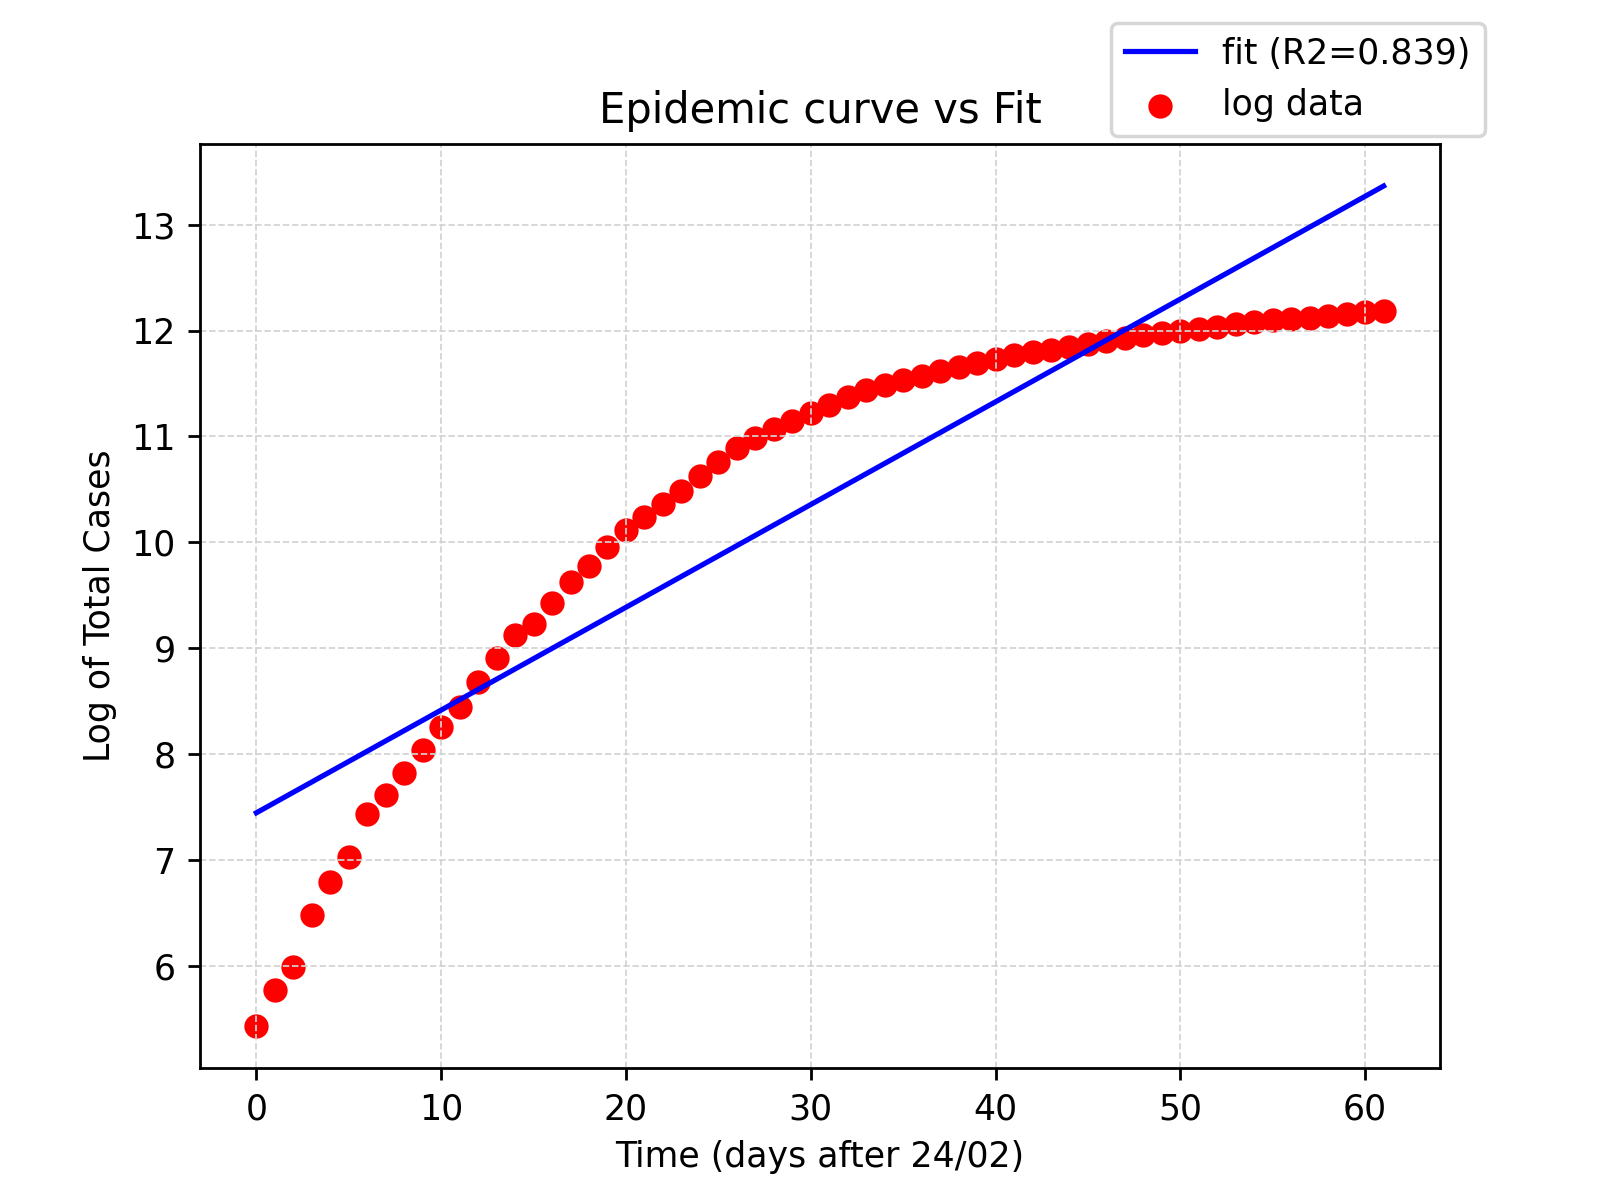 fit (R2=0.839)
log data
Epidemic curve vs Fit
Log of Total Cases
13
12
11
10
9
8
7
6
0 10 20 30 40 50 60
Time (days after 24/02)